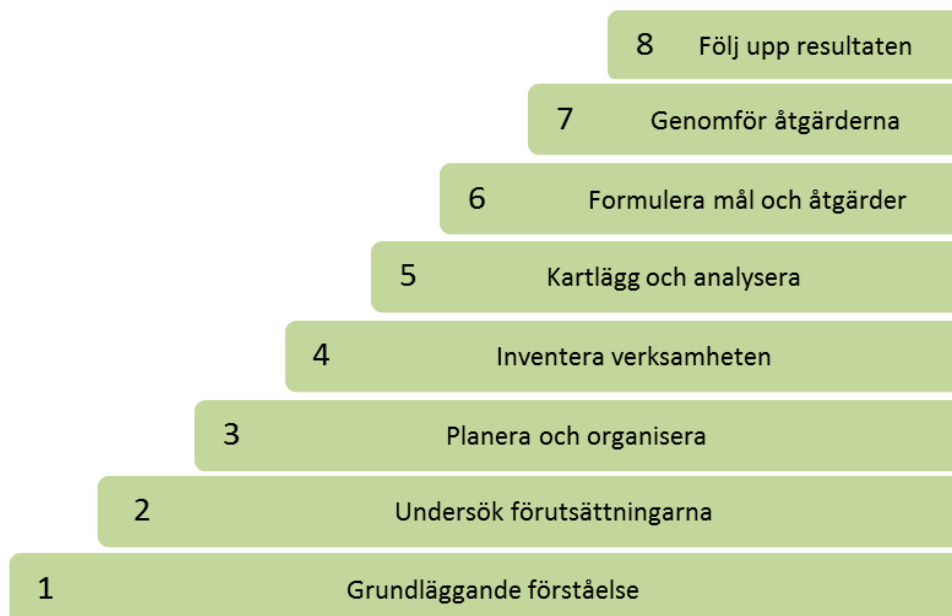 8 Följ upp resultaten
7 Genomför åtgärderna
6 Formulera mål och åtgärder
5 Kartlägg och analysera
4 Inventera verksamheten
3 Planera och organisera
2 Undersök förutsättningarna
1 Grundläggande förståelse